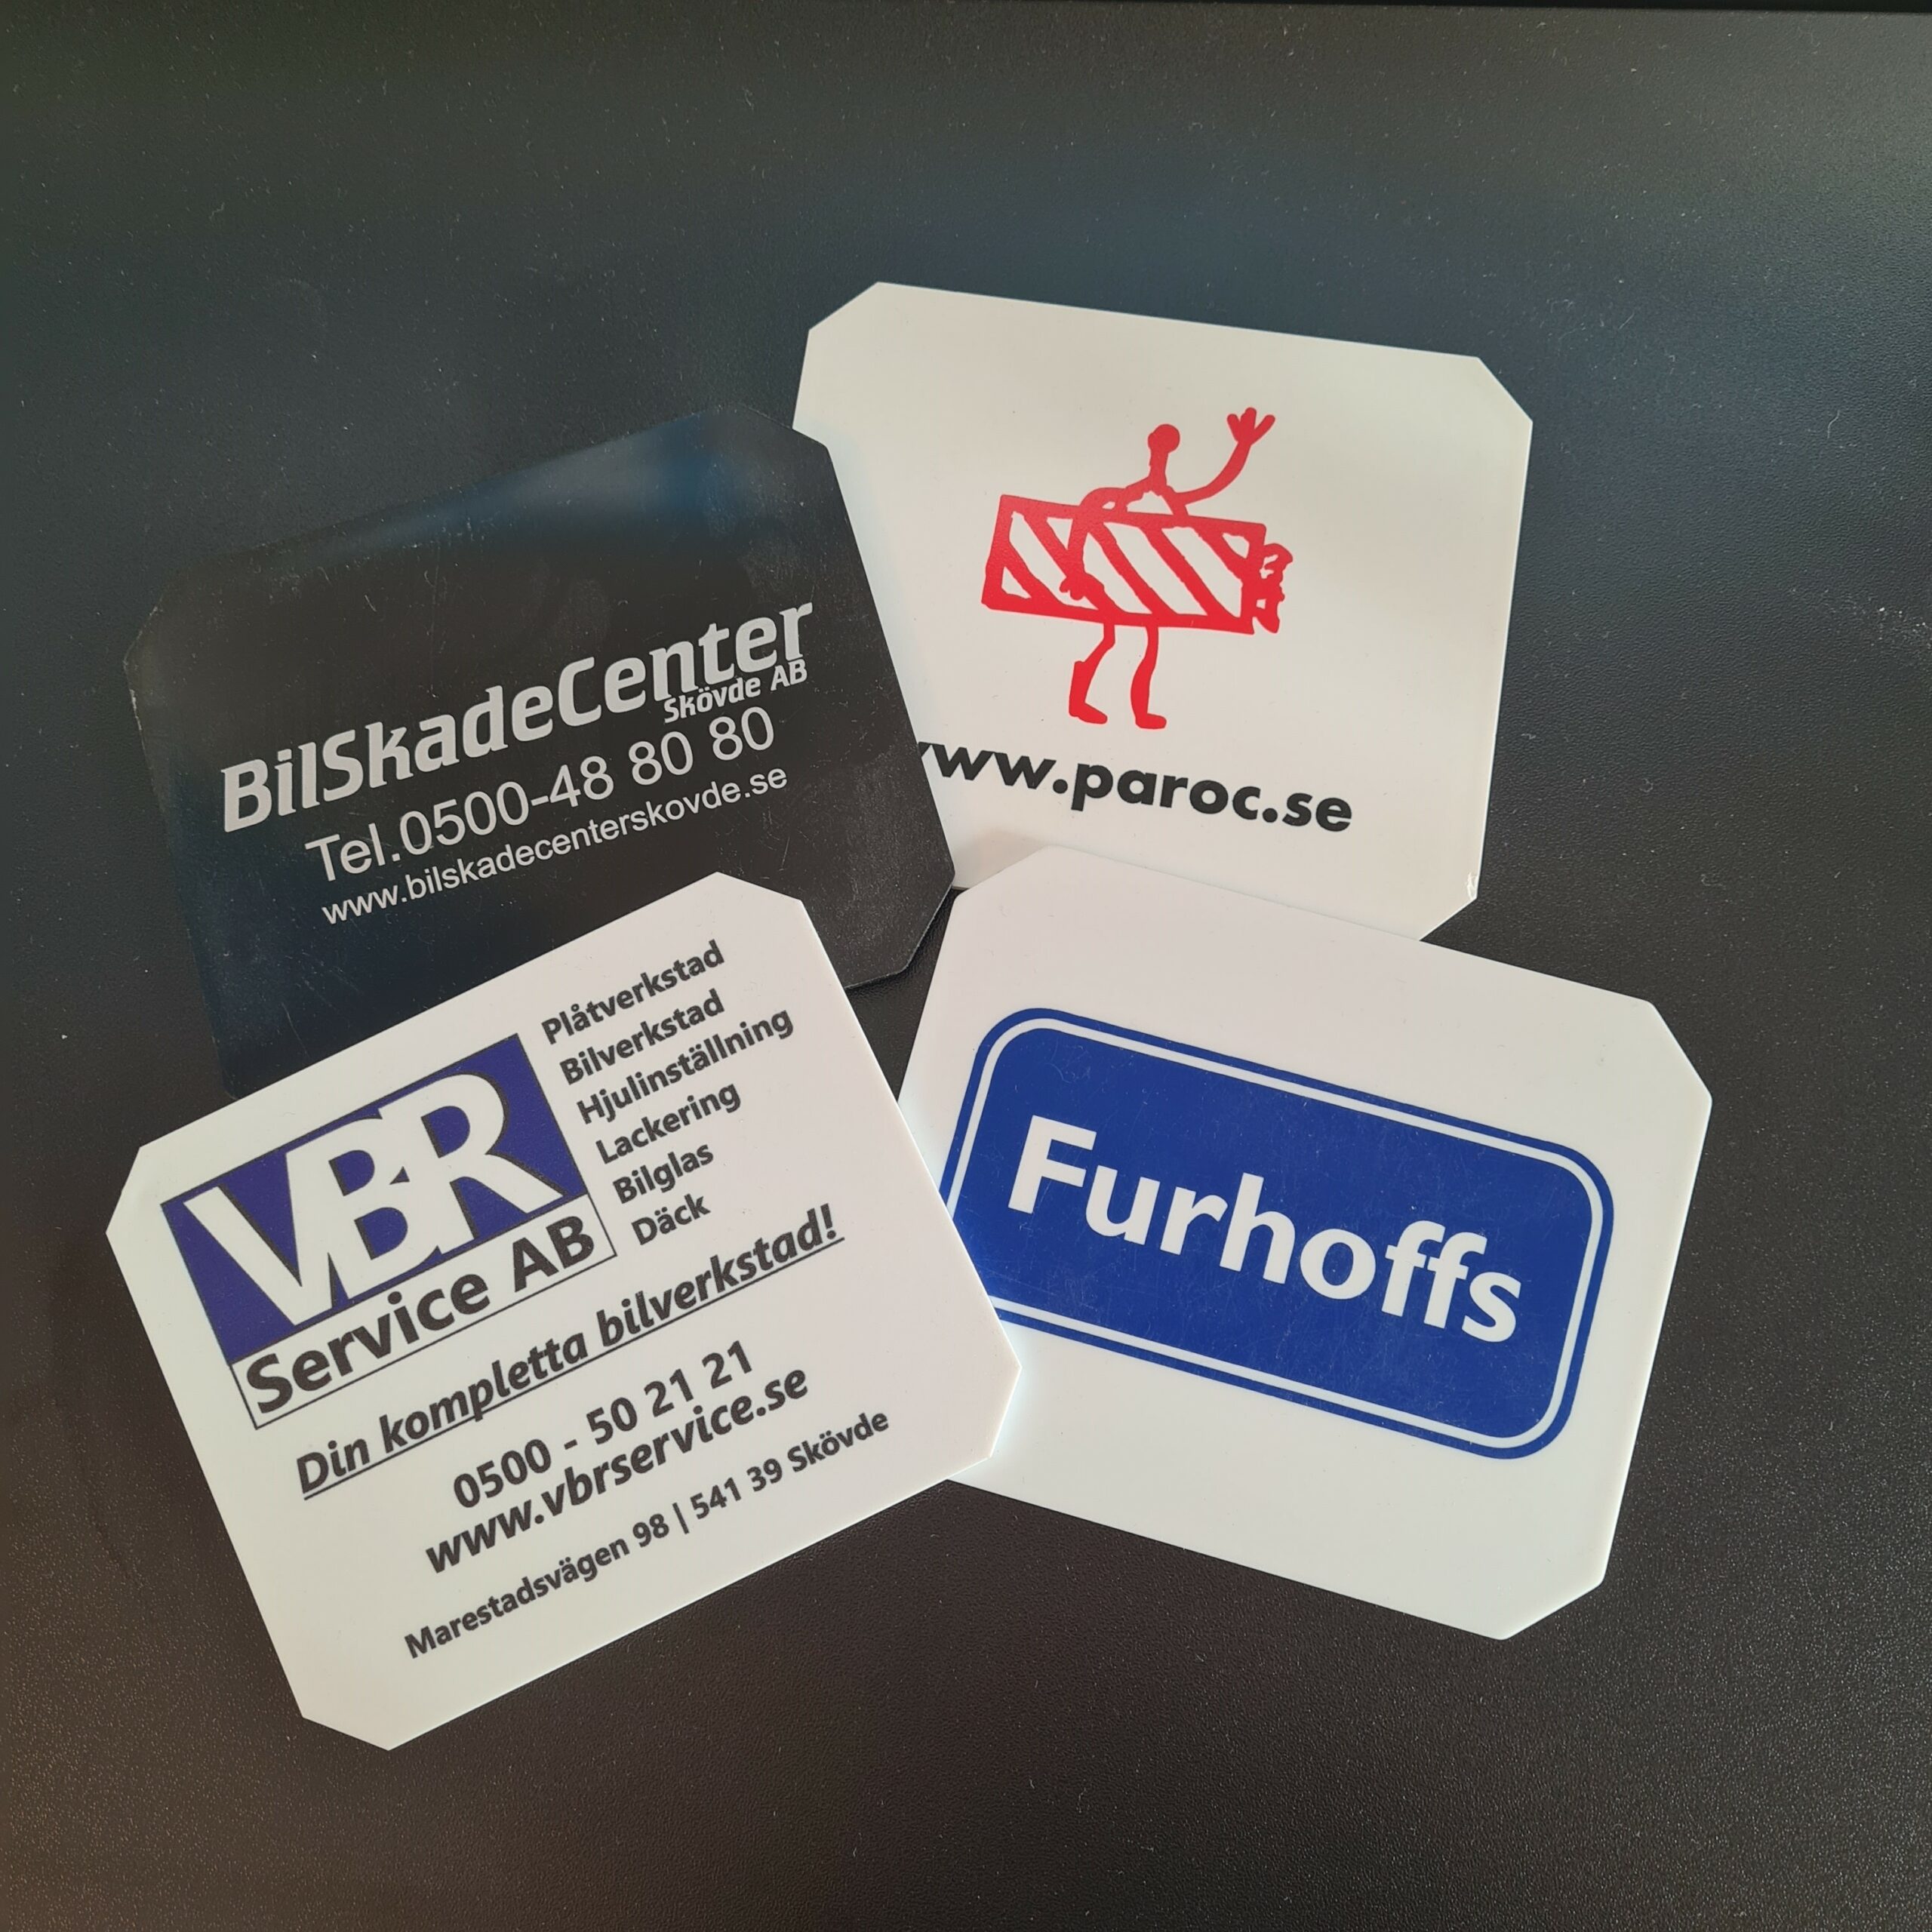 BilSkadeCenter
Skövde AB
Tel.0500-48 80 80
www.bilskadecenterskovde.se
www.paroc.se
VBR
Service AB
Plåtverkstad
Bilverkstad
Hjulinställning
Lackering
Bilglas
Däck
Din kompletta bilverkstad!
0500 - 50 21 21
www.vbrservice.se
Marestadsvägen 98 | 541 39 Skövde
Furhoffs